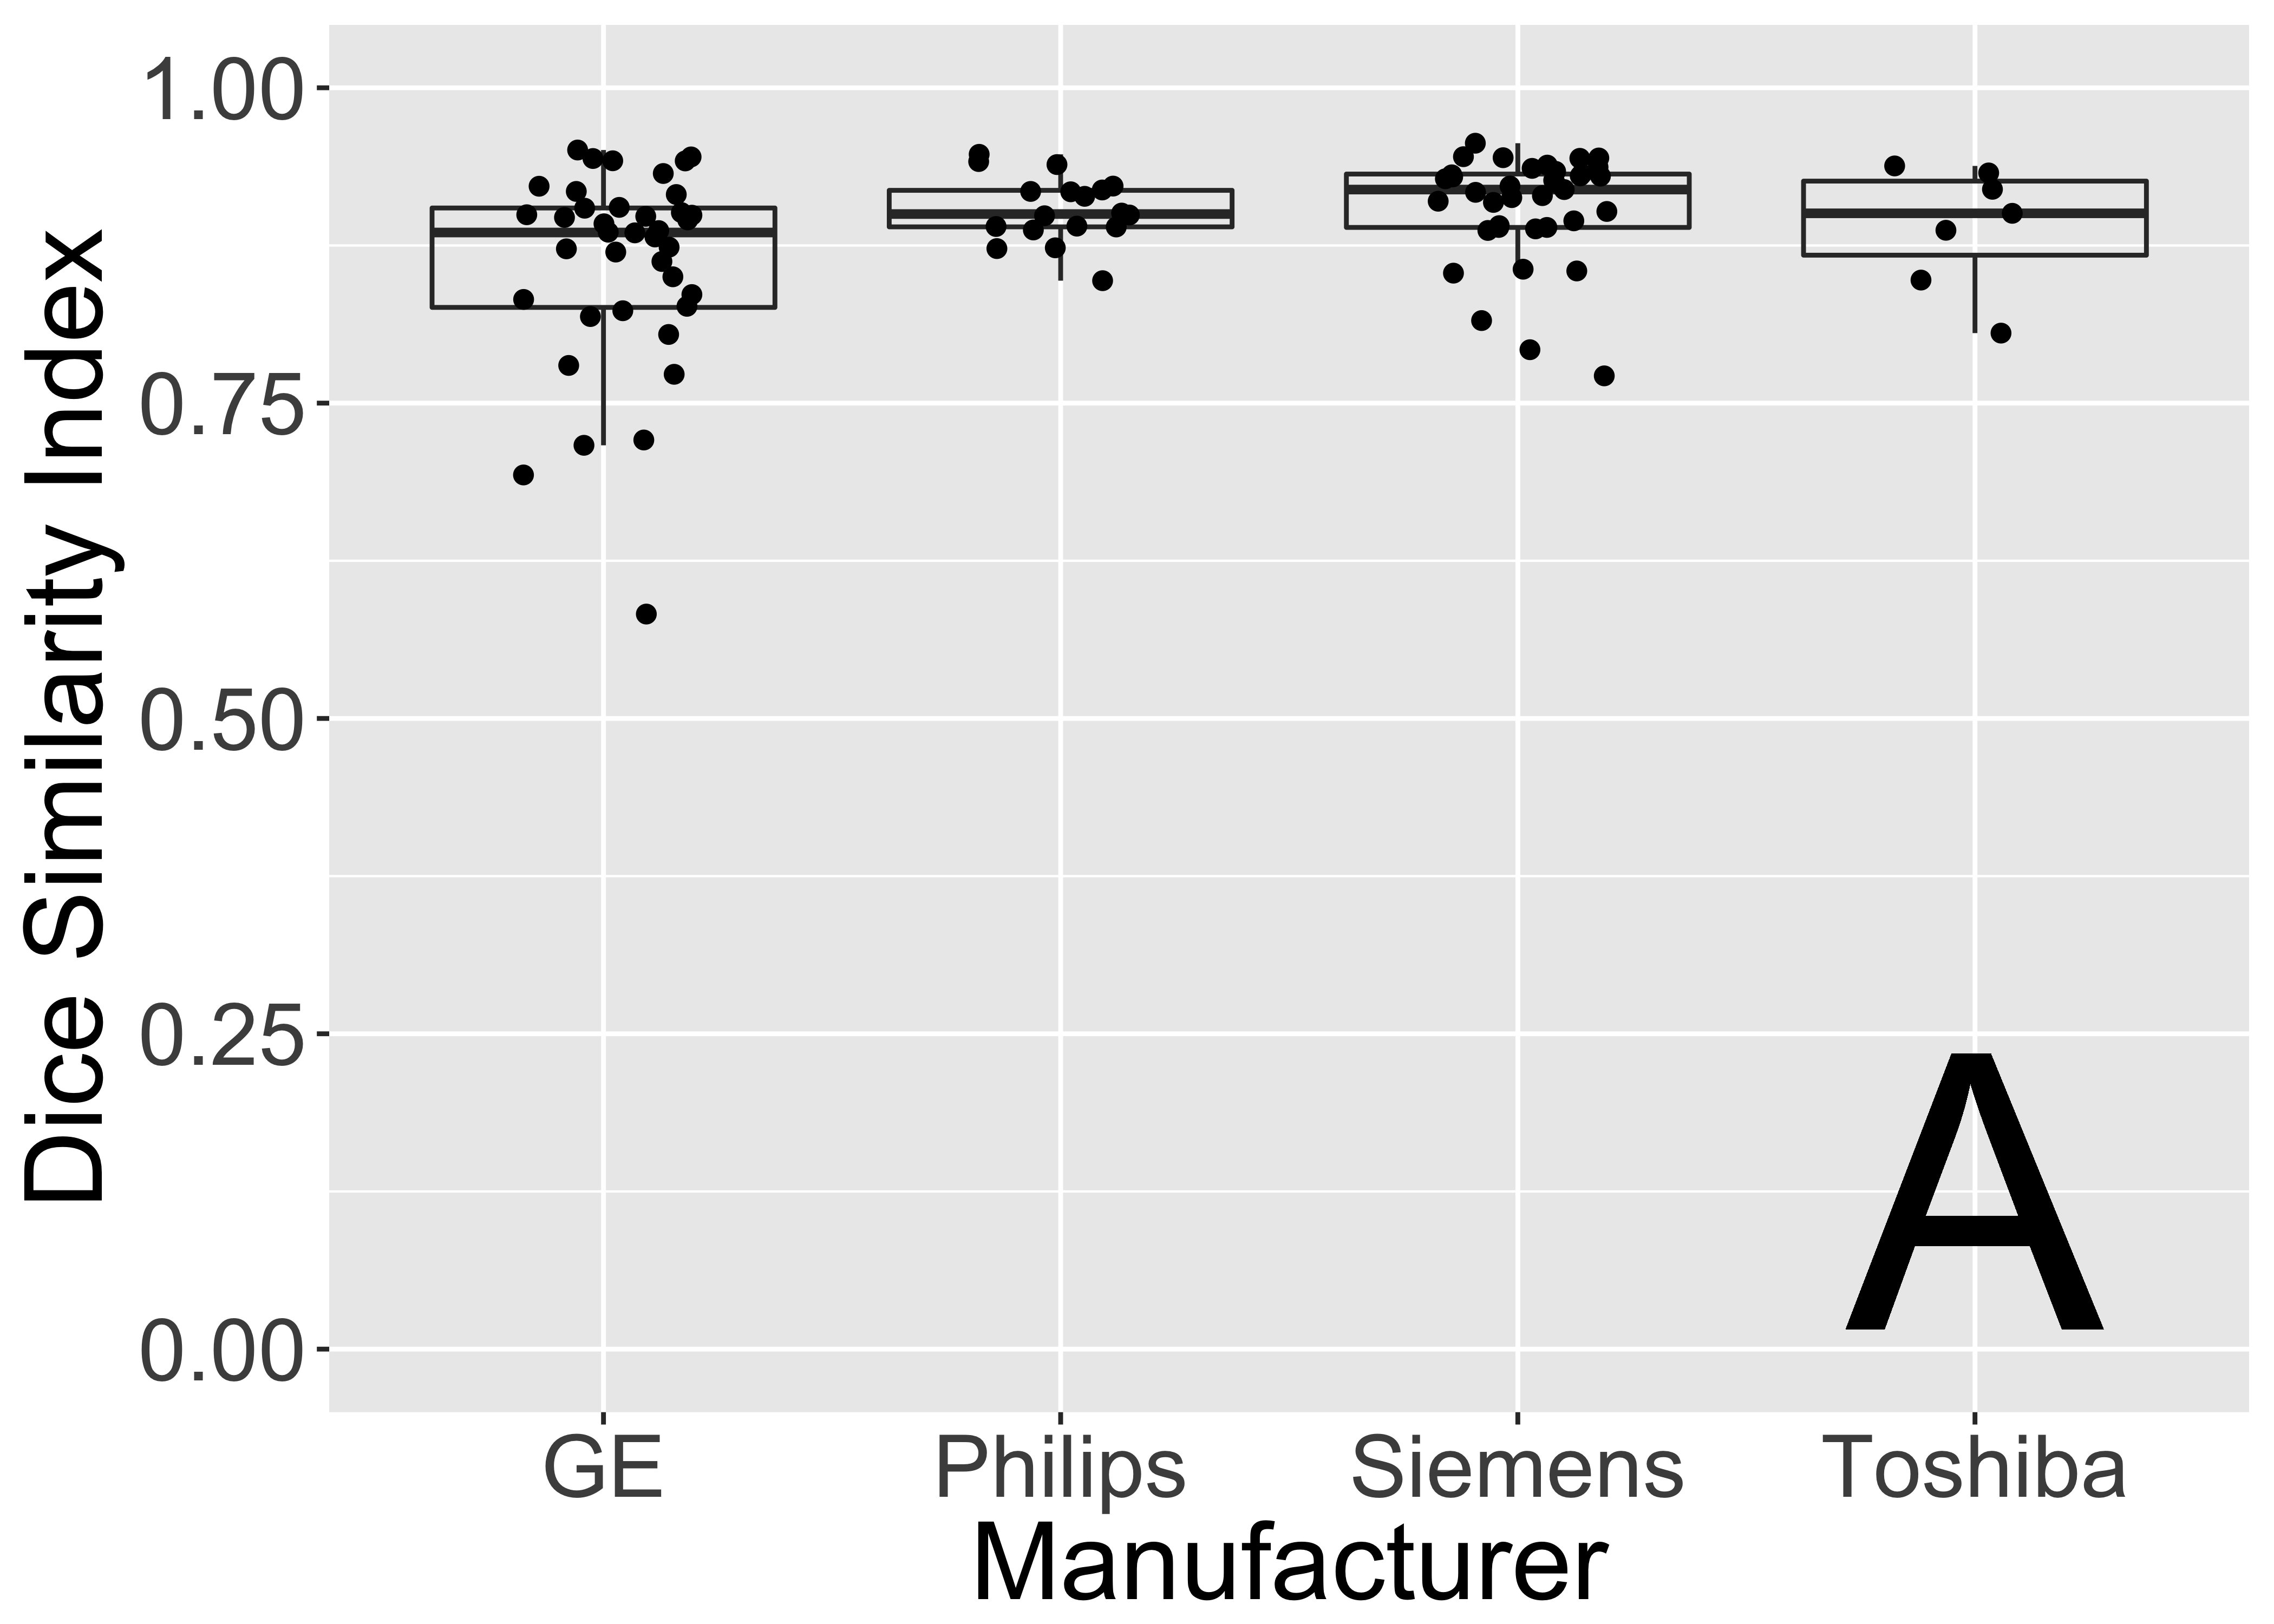 Dice Similarity Index
1.00
0.75
0.50
0.25
0.00
A
GE
Philips
Siemens
Toshiba
Manufacturer